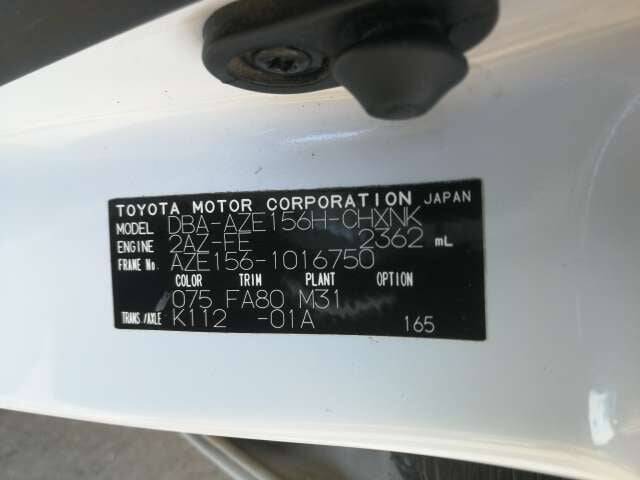 TOYOTA MOTOR CORPORATION JAPAN
MODEL DBA-AZE156H-CHXNK
ENGINE 2AZ-FE 2362 mL
FRAME No. AZE156-1016750
COLOR TRIM PLANT OPTION
075 FA80 M31
TRANS/AXLE K112 -01A 165